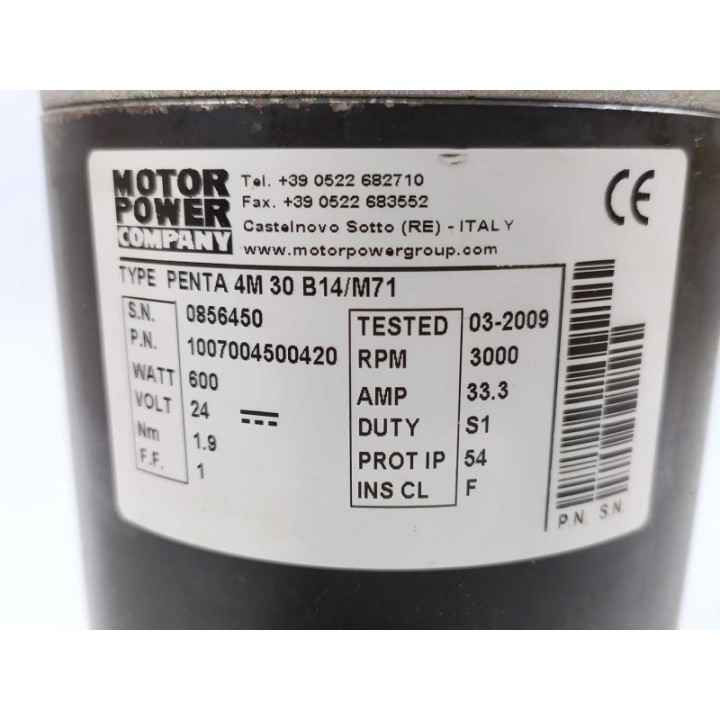 MOTOR
POWER
COMPANY
Tel. +39 0522 682710
Fax. +39 0522 683552
Castelnovo Sotto (RE) - ITALY
www.motorpowergroup.com
CE
TYPE PENTA 4M 30 B14/M71
S.N. 0856450
P.N. 1007004500420
WATT 600
VOLT 24
Nm 1.9
F.F. 1
TESTED 03-2009
RPM 3000
AMP 33.3
DUTY S1
PROT IP 54
INS CL F
P.N. S.N.